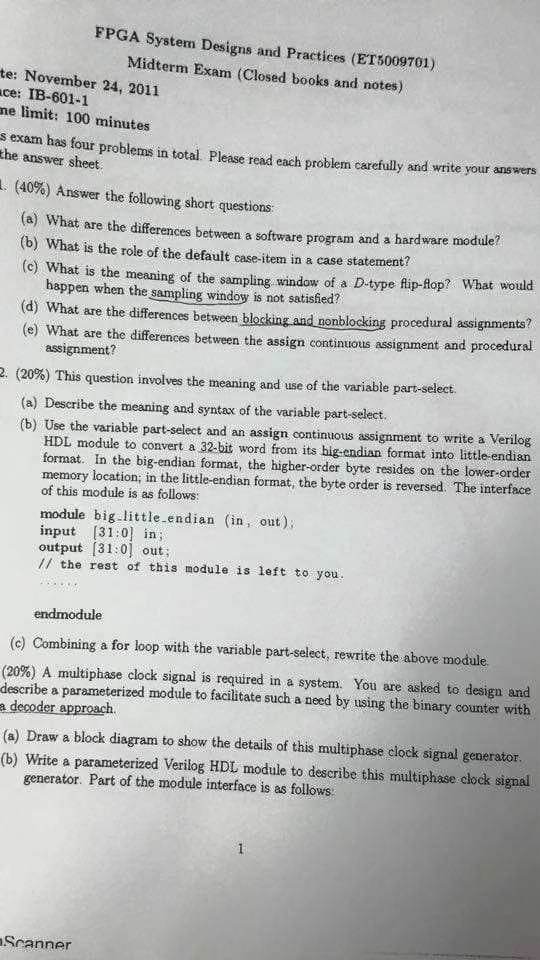 FPGA System Designs and Practices (ET5009701)
Midterm Exam (Closed books and notes)
te: November 24, 2011
ace: IB-601-1
me limit: 100 minutes
s exam has four problems in total. Please read each problem carefully and write your answers
the answer sheet.
1. (40%) Answer the following short questions:
(a) What are the differences between a software program and a hardware module?
(b) What is the role of the default case-item in a case statement?
(c) What is the meaning of the sampling window of a D-type flip-flop? What would
happen when the sampling window is not satisfied?
(d) What are the differences between blocking and nonblocking procedural assignments?
(e) What are the differences between the assign continuous assignment and procedural
assignment?
2. (20%) This question involves the meaning and use of the variable part-select.
(a) Describe the meaning and syntax of the variable part-select.
(b) Use the variable part-select and an assign continuous assignment to write a Verilog
HDL module to convert a 32-bit word from its big-endian format into little-endian
format. In the big-endian format, the higher-order byte resides on the lower-order
memory location; in the little-endian format, the byte order is reversed. The interface
of this module is as follows:
module big_little_endian (in, out);
input [31:0] in;
output [31:0] out;
// the rest of this module is left to you.
......
endmodule
(c) Combining a for loop with the variable part-select, rewrite the above module.
(20%) A multiphase clock signal is required in a system. You are asked to design and
describe a parameterized module to facilitate such a need by using the binary counter with
a decoder approach.
(a) Draw a block diagram to show the details of this multiphase clock signal generator.
(b) Write a parameterized Verilog HDL module to describe this multiphase clock signal
generator. Part of the module interface is as follows:
1
Scanner